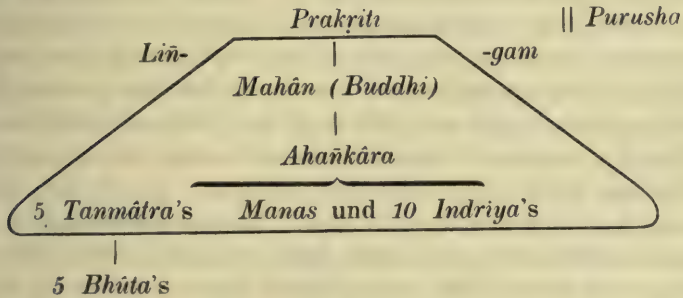 Prakṛiti || Purusha
Liñ- -gam
Mahân (Buddhi)
Ahañkâra
5 Tanmâtra's Manas und 10 Indriya's
5 Bhûta's